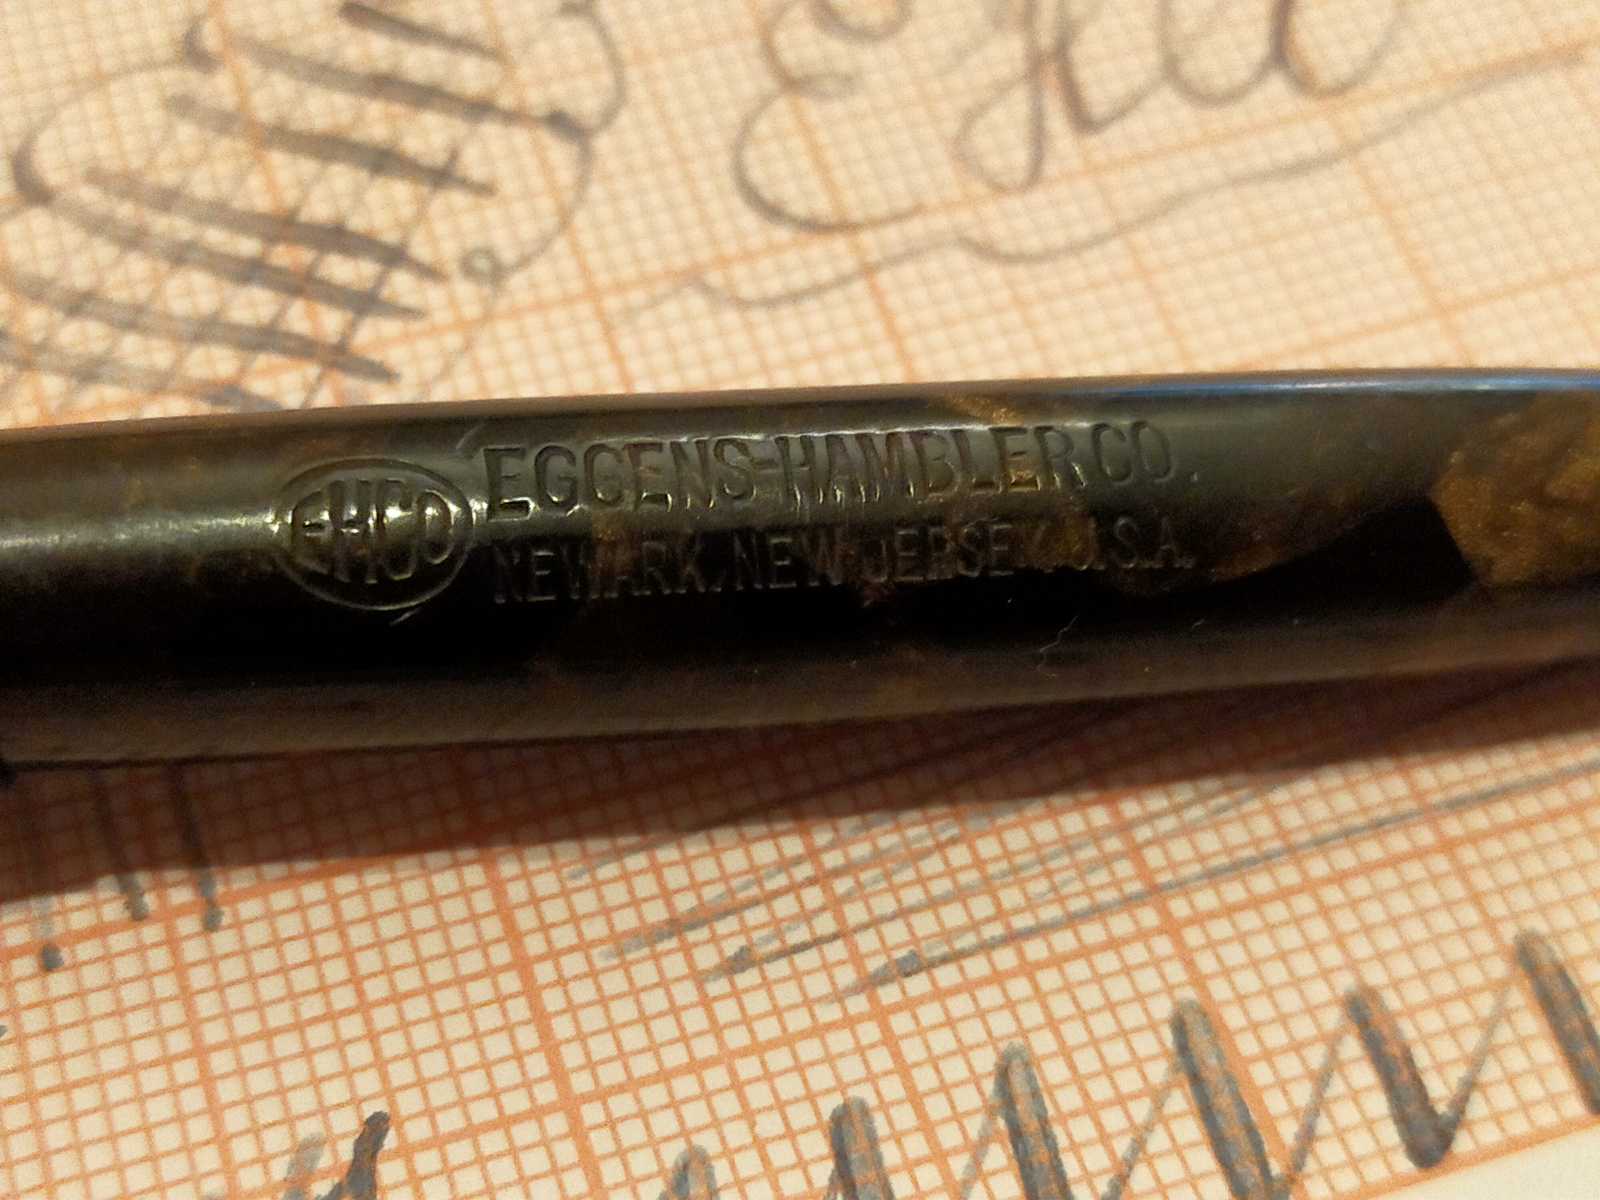 EHCO
EGGENS-HAMBLER CO.
NEWARK, NEW JERSEY, U.S.A.